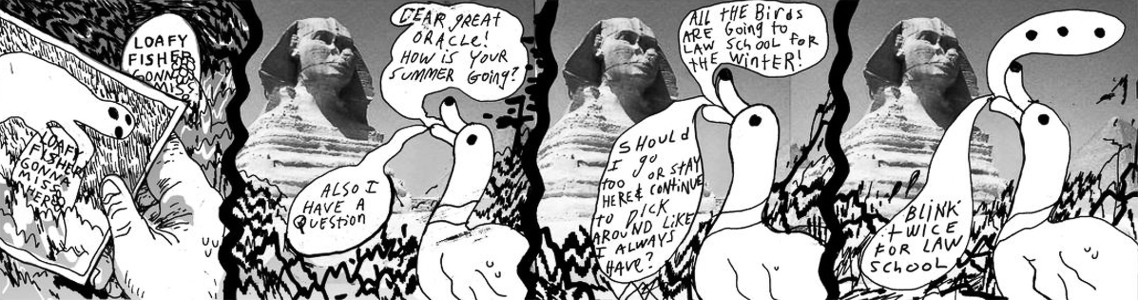 LOAFY
FISHER
GONNA
MISS
LOAFY
FISHER
GONNA
MISS
HER
DEAR great
ORACLE!
HOW is YOUR
SUMMER Going?
ALSO I
HAVE A
Question
ALL THE Birds
ARE Going to
LAW School for
THE WINTER!
SHOUld
I go
too OR STAY
HERE & CONTINUE
to DICK
AROUND LIKE
I ALWAYS
HAVE?
BLINK
tWICE
FOR LAW
SCHOOL